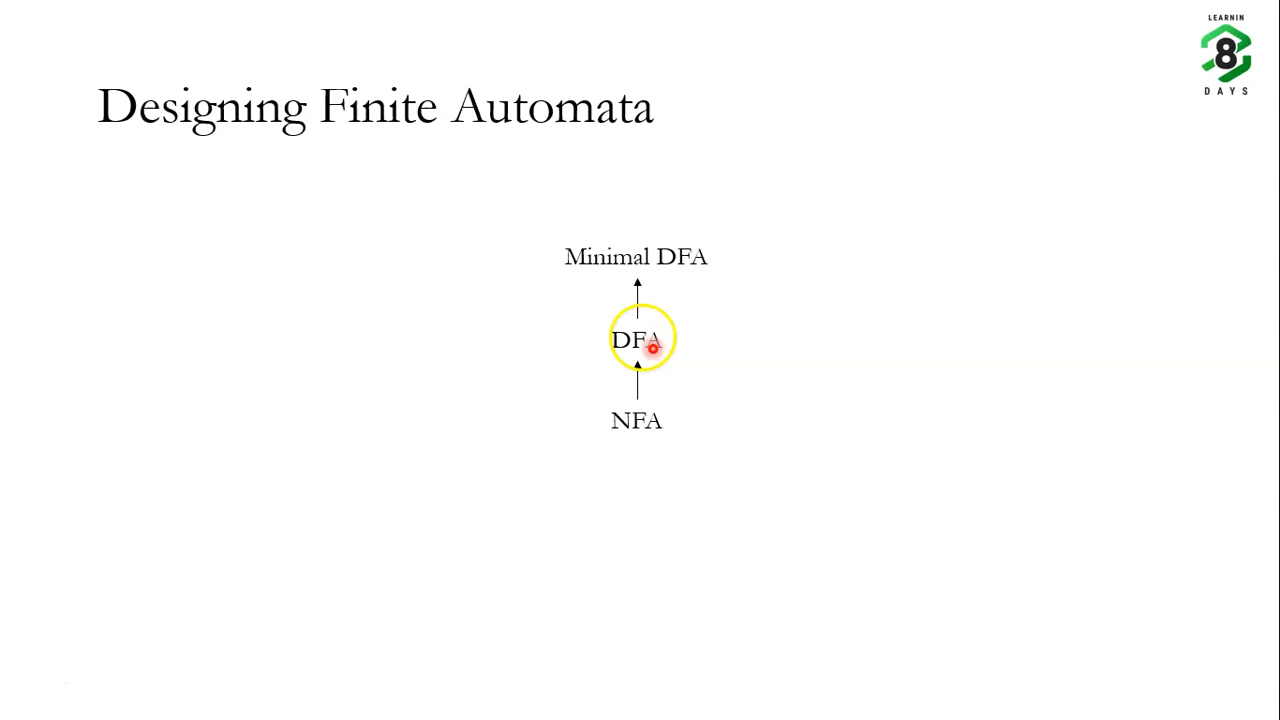 LEARNIN
8
DAYS
Designing Finite Automata
Minimal DFA
DFA
NFA